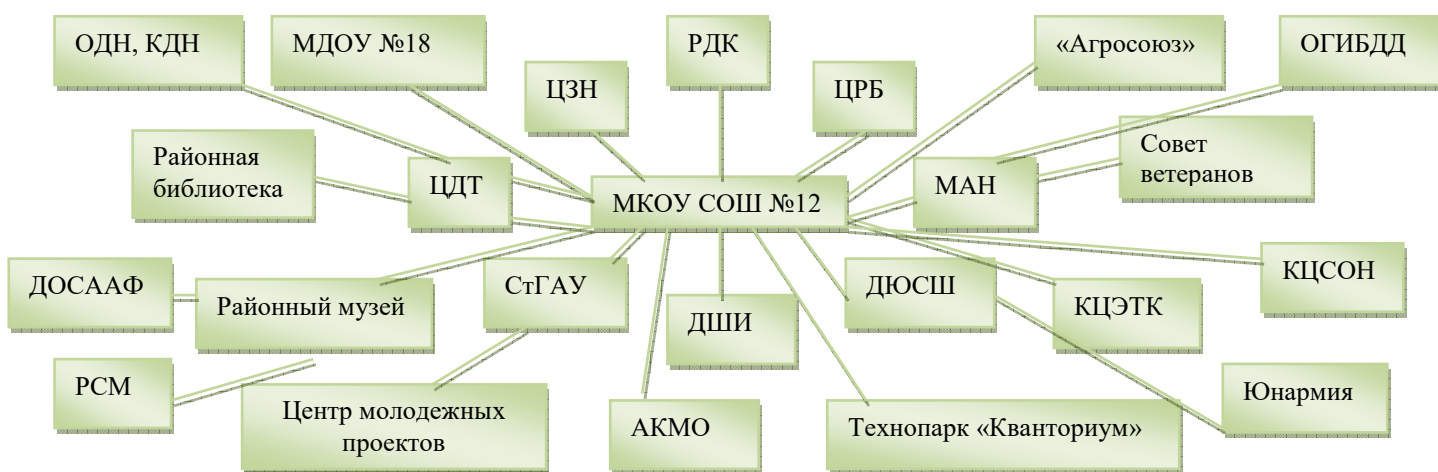 ОДН, КДН
МДОУ №18
РДК
«Агросоюз»
ОГИБДД
ЦЗН
ЦРБ
Районная
библиотека
ЦДТ
МКОУ СОШ №12
МАН
Совет
ветеранов
ДОСААФ
Районный музей
СтГАУ
ДШИ
ДЮСШ
КЦЭТК
КЦСОН
РСМ
Центр молодежных
проектов
АКМО
Технопарк «Кванториум»
Юнармия